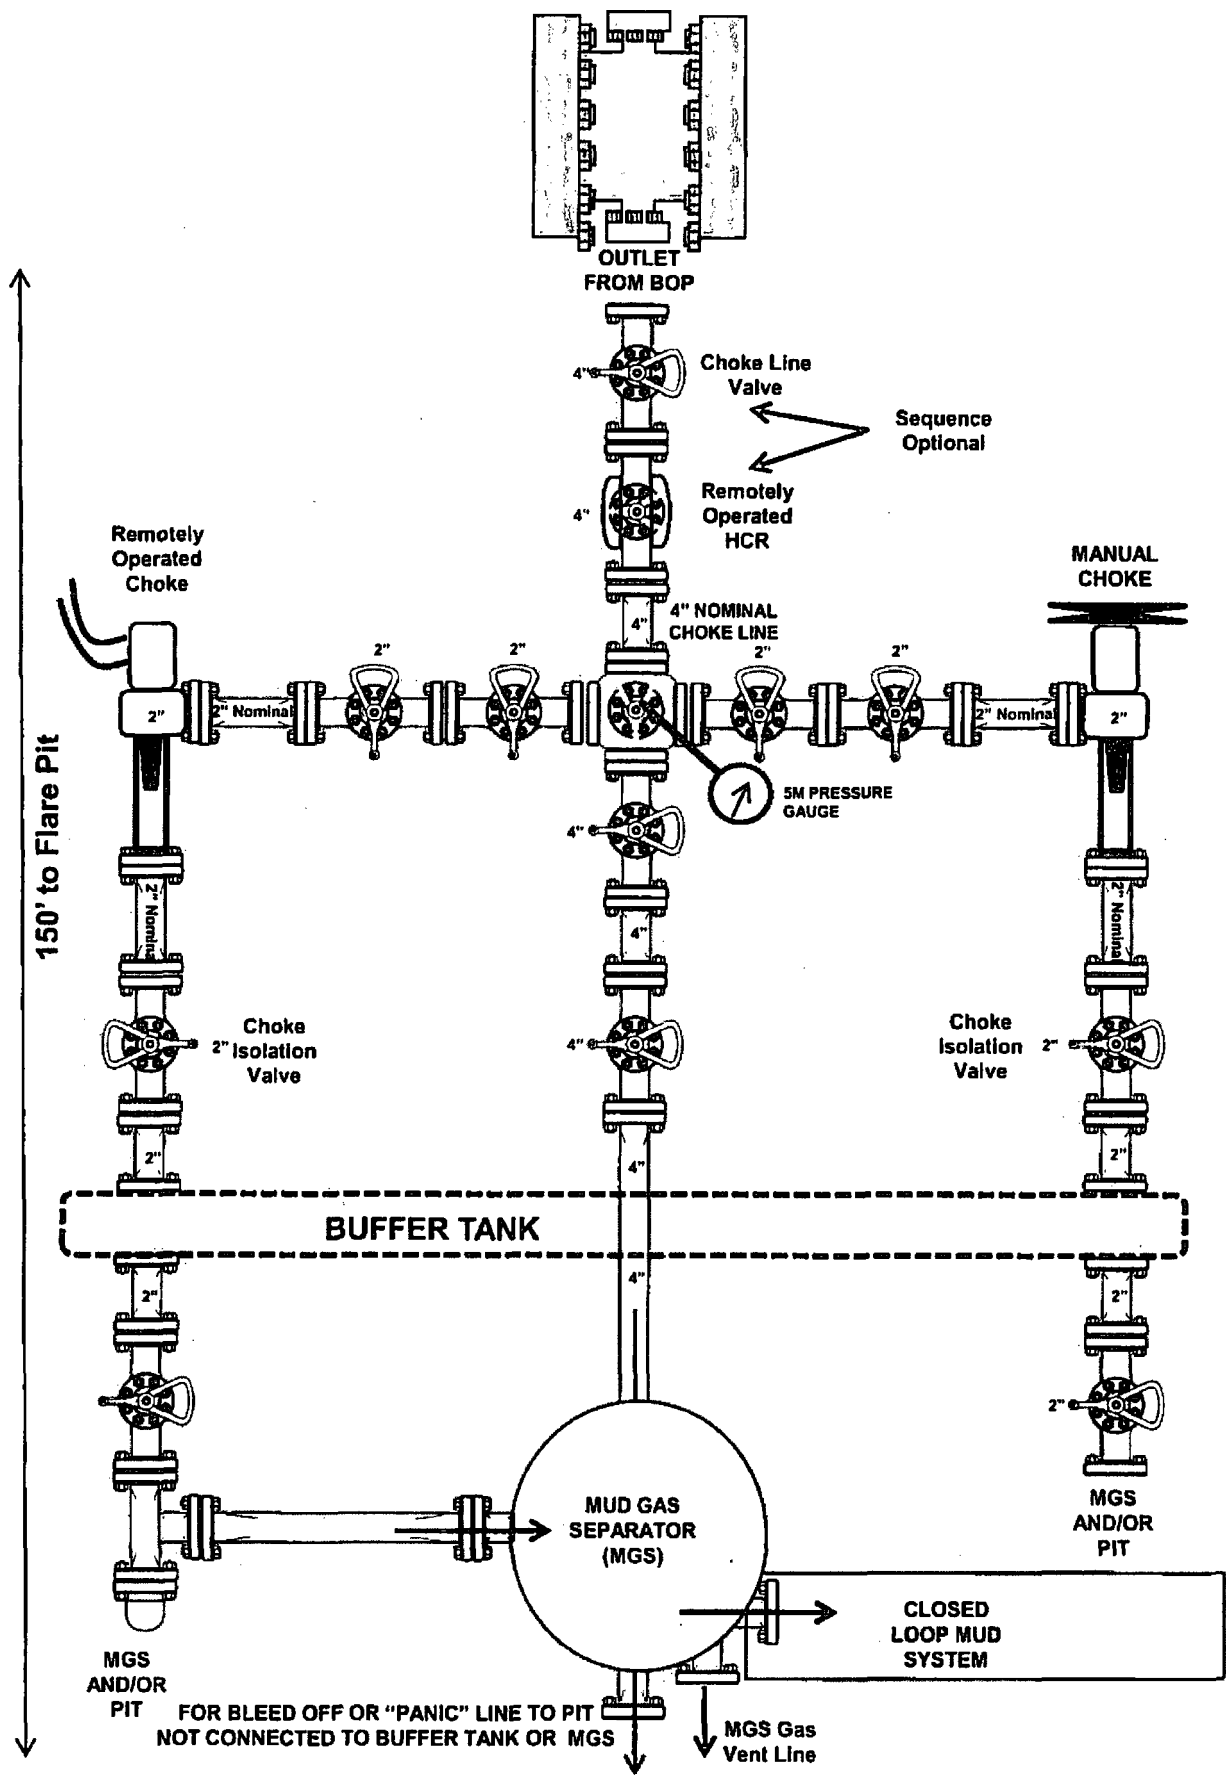 OUTLET
FROM BOP
4"
Choke Line
Valve
Sequence
Optional
4"
Remotely
Operated
HCR
Remotely
Operated
Choke
MANUAL
CHOKE
4"
4" NOMINAL
CHOKE LINE
2"
2"
2"
2"
2"
2" Nominal
2" Nominal
2"
5M PRESSURE
GAUGE
4"
150' to Flare Pit
2" Nomina
4"
2" Nomina
2"
Choke
Isolation
Valve
4"
Choke
Isolation
Valve
2"
2"
4"
2"
BUFFER TANK
2"
4"
2"
2"
MUD GAS
SEPARATOR
(MGS)
MGS
AND/OR
PIT
CLOSED
LOOP MUD
SYSTEM
MGS
AND/OR
PIT
FOR BLEED OFF OR “PANIC” LINE TO PIT
NOT CONNECTED TO BUFFER TANK OR MGS
MGS Gas
Vent Line